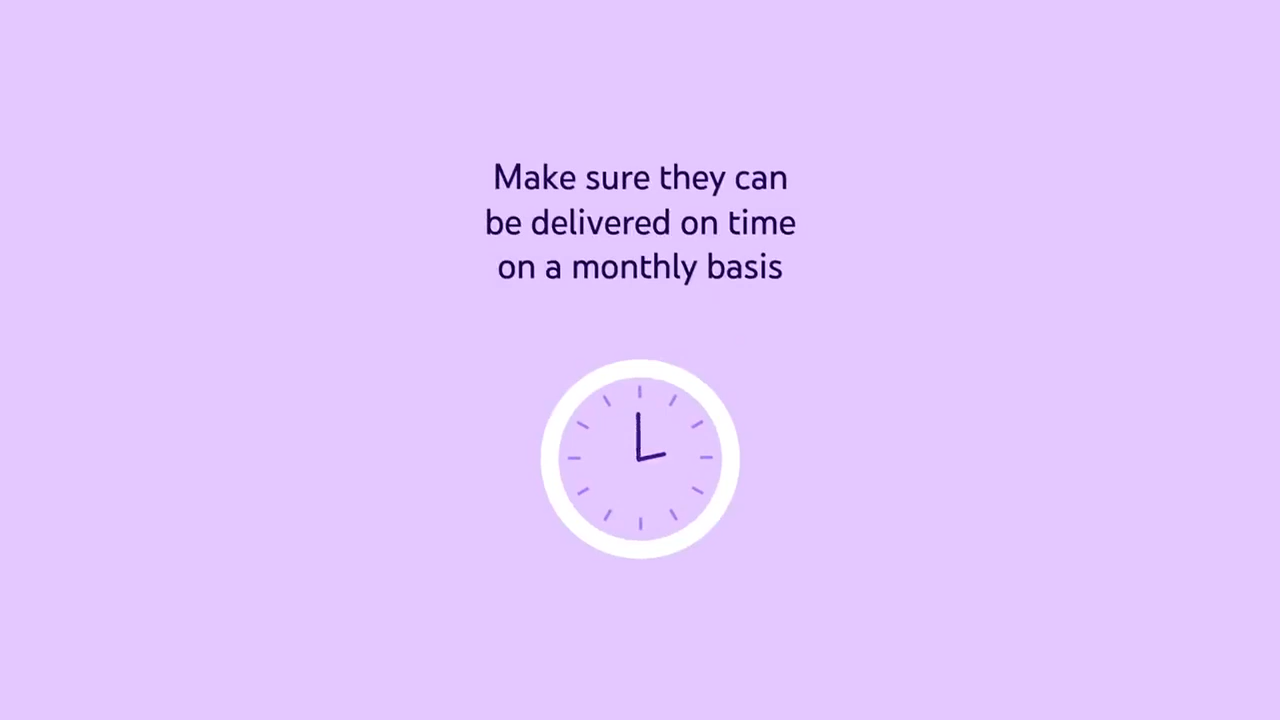 Make sure they can
be delivered on time
on a monthly basis